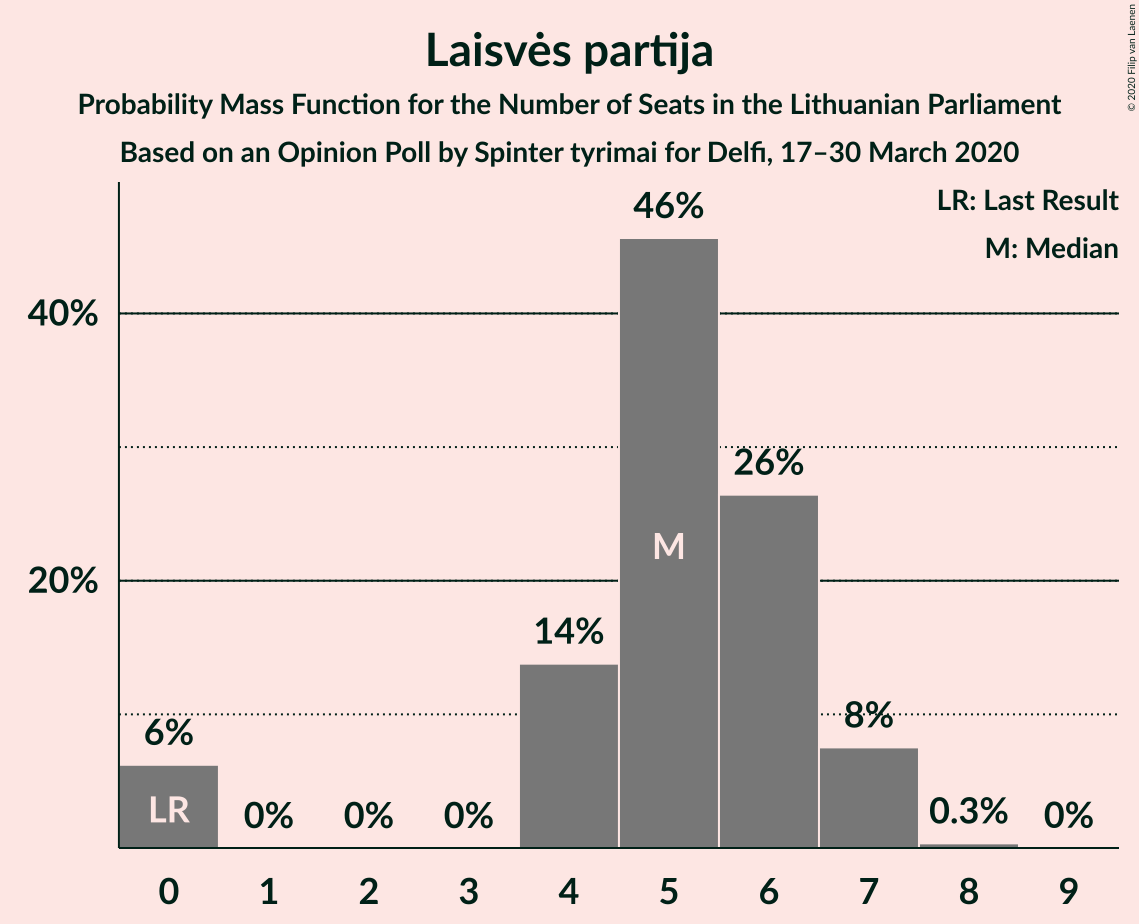 Laisvės partija
Probability Mass Function for the Number of Seats in the Lithuanian Parliament
Based on an Opinion Poll by Spinter tyrimai for Delfi, 17–30 March 2020
© 2020 Filip van Laenen
LR: Last Result
M: Median
46%
40%
26%
M
20%
14%
8%
6%
LR
0%
0%
0%
0.3%
0%
0 1 2 3 4 5 6 7 8 9